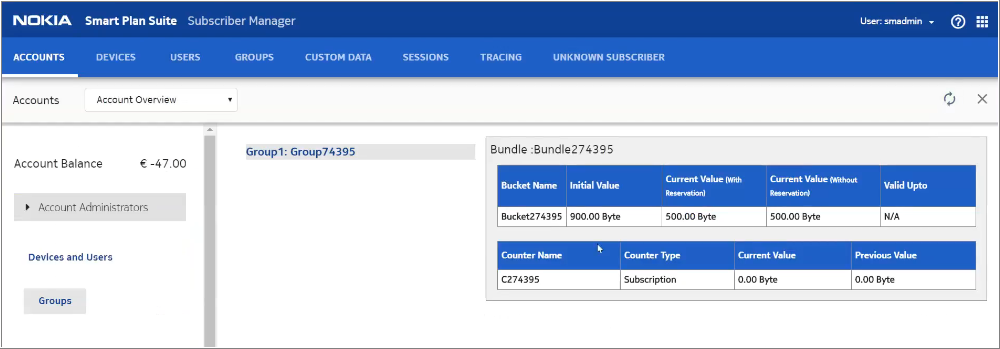 NOKIA Smart Plan Suite Subscriber Manager User: smadmin
ACCOUNTS DEVICES USERS GROUPS CUSTOM DATA SESSIONS TRACING UNKNOWN SUBSCRIBER
Accounts Account Overview
Account Balance € -47.00
Account Administrators
Devices and Users
Groups
Group1: Group74395
Bundle :Bundle274395
Bucket Name Initial Value Current Value (With Reservation) Current Value (Without Reservation) Valid Upto
Bucket274395 900.00 Byte 500.00 Byte 500.00 Byte N/A
Counter Name Counter Type Current Value Previous Value
C274395 Subscription 0.00 Byte 0.00 Byte